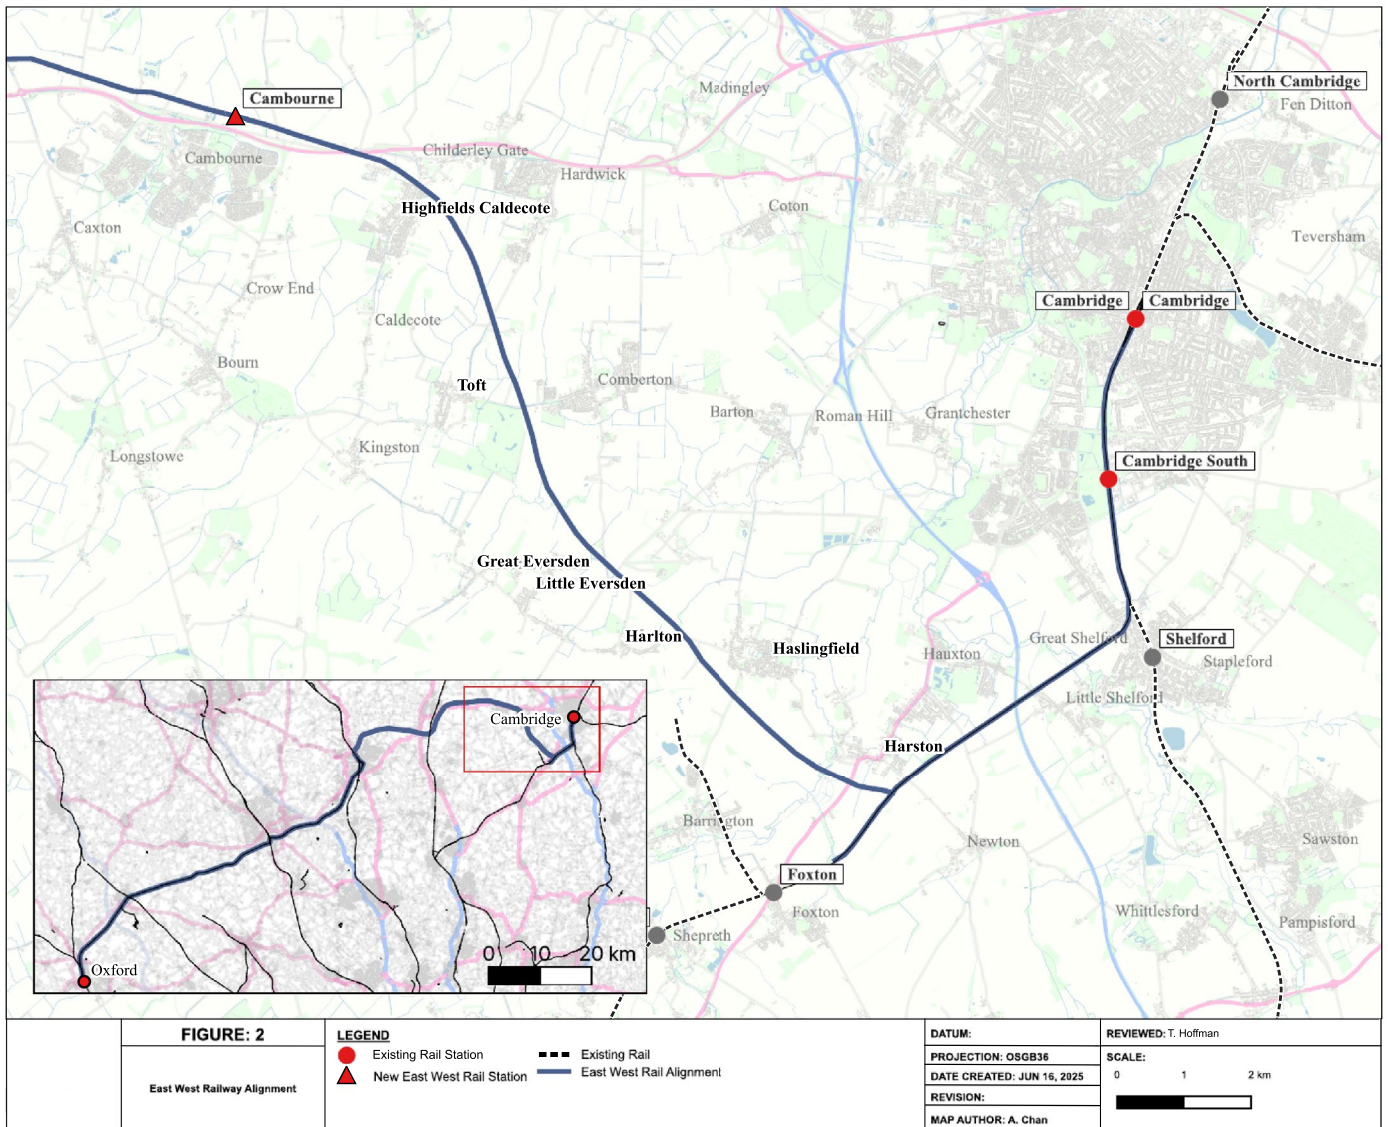 North Cambridge
Fen Ditton
Madingley
Cambourne
Cambourne
Childerley Gate
Hardwick
Highfields Caldecote
Coton
Caxton
Teversham
Crow End
Cambridge
Cambridge
Caldecote
Bourn
Toft
Comberton
Barton
Roman Hill
Grantchester
Kingston
Longstowe
Cambridge South
Great Eversden
Little Eversden
Harlton
Haslingfield
Hauxton
Great Shelford
Shelford
Stapleford
Little Shelford
Harston
Cambridge
Barrington
Newton
Sawston
Foxton
Foxton
Whittlesford
Pampisford
Shepreth
0 10 20 km
Oxford
FIGURE: 2
East West Railway Alignment
LEGEND
Existing Rail Station
New East West Rail Station
Existing Rail
East West Rail Alignment
DATUM:
PROJECTION: OSGB36
DATE CREATED: JUN 16, 2025
REVISION:
MAP AUTHOR: A. Chan
REVIEWED: T. Hoffman
SCALE:
0 1 2 km